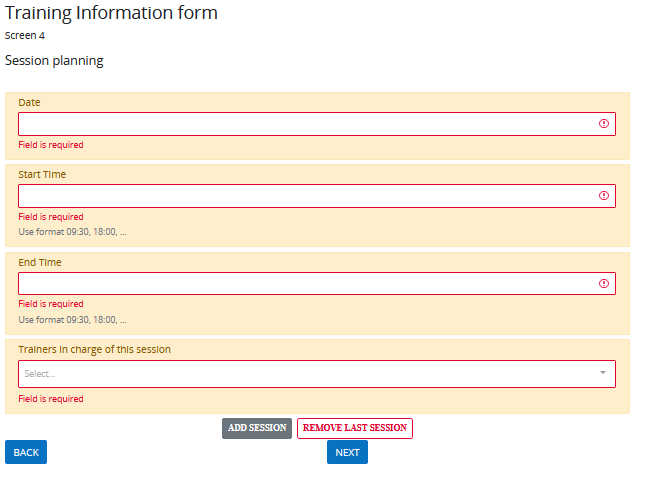 Training Information form
Screen 4
Session planning
Date
Field is required
Start Time
Field is required
Use format 09:30, 18:00, ...
End Time
Field is required
Use format 09:30, 18:00, ...
Trainers in charge of this session
Select...
Field is required
ADD SESSION REMOVE LAST SESSION
BACK NEXT